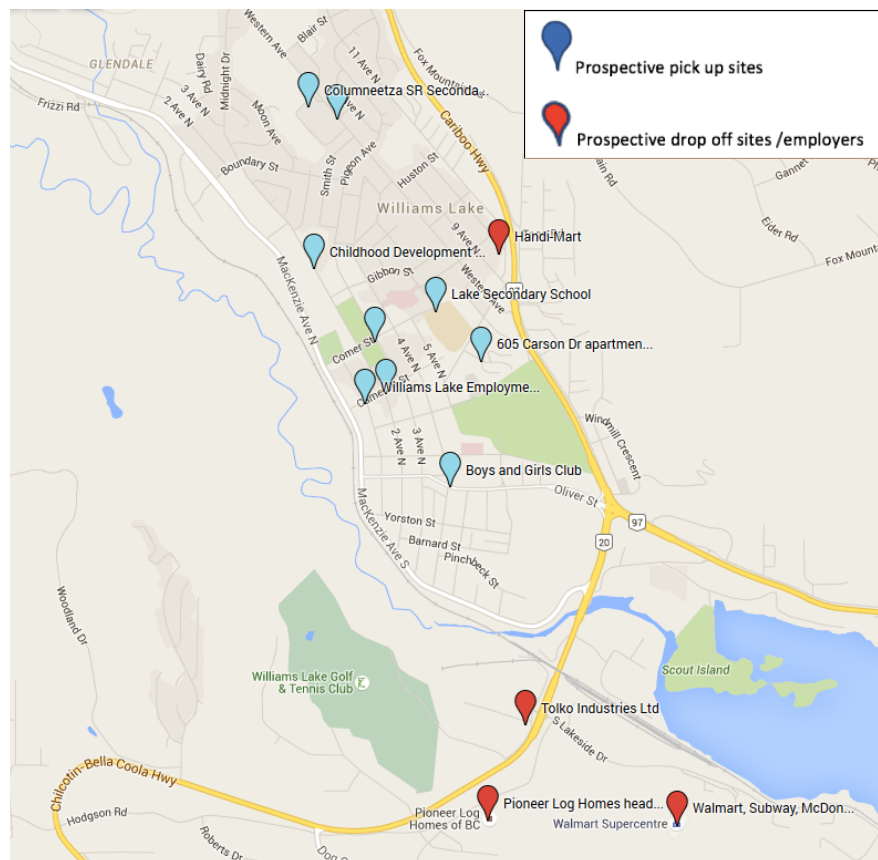 Prospective pick up sites
Prospective drop off sites /employers
Blair St
Western Ave
11 Ave N
Fox Mountain
GLENDALE
Dairy Rd
Midnight Dr
Columneetza SR Seconda...
Ave N
Frizzi Rd
3 Ave N
2 Ave N
Moon Ave
Cariboo Hwy
Pigeon Ave
Smith St
Boundary St
Huston St
Gannet
Eider Rd
Williams Lake
9 Ave N
Handi-Mart
Childhood Development ...
Fox Mount
Gibbon St
Western Ave
97
MacKenzie Ave N
Lake Secondary School
Comer St
4 Ave N
5 Ave N
605 Carson Dr apartmen...
Williams Lake Employme...
Windmill Crescent
2 Ave N
3 Ave N
Boys and Girls Club
Oliver St
MacKenzie Ave S
Yorston St
97
20
Barnard St
Pinchbeck St
Woodland Dr
Williams Lake Golf
& Tennis Club
Scout Island
Tolko Industries Ltd
S Lakeside Dr
Chilcotin-Bella Coola Hwy
Pioneer Log Homes head...
Walmart, Subway, McDon...
Hodgson Rd
Pioneer Log
Homes of BC
Walmart Supercentre
Roberts Dr
Dog